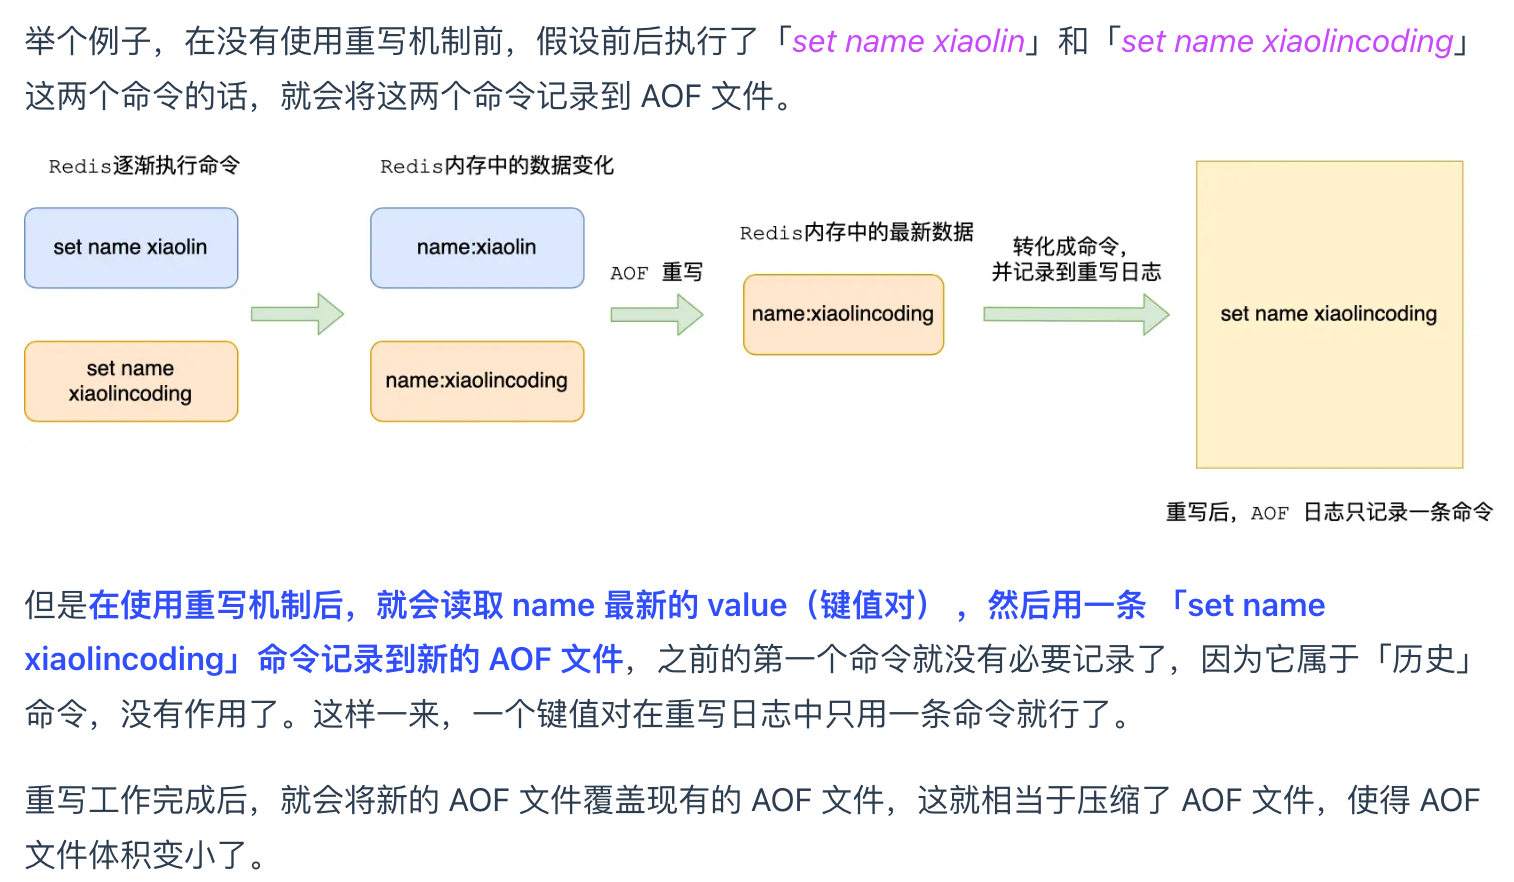 举个例子，在没有使用重写机制前，假设前后执行了「set name xiaolin」和「set name xiaolincoding」
这两个命令的话，就会将这两个命令记录到 AOF 文件。
Redis逐渐执行命令
Redis内存中的数据变化
set name xiaolin
name:xiaolin
Redis内存中的最新数据
转化成命令，
并记录到重写日志
AOF 重写
name:xiaolincoding
set name xiaolincoding
set name
xiaolincoding
name:xiaolincoding
重写后，AOF 日志只记录一条命令
但是在使用重写机制后，就会读取 name 最新的 value（键值对） ，然后用一条 「set name
xiaolincoding」命令记录到新的 AOF 文件，之前的第一个命令就没有必要记录了，因为它属于「历史」
命令，没有作用了。这样一来，一个键值对在重写日志中只用一条命令就行了。
重写工作完成后，就会将新的 AOF 文件覆盖现有的 AOF 文件，这就相当于压缩了 AOF 文件，使得 AOF
文件体积变小了。